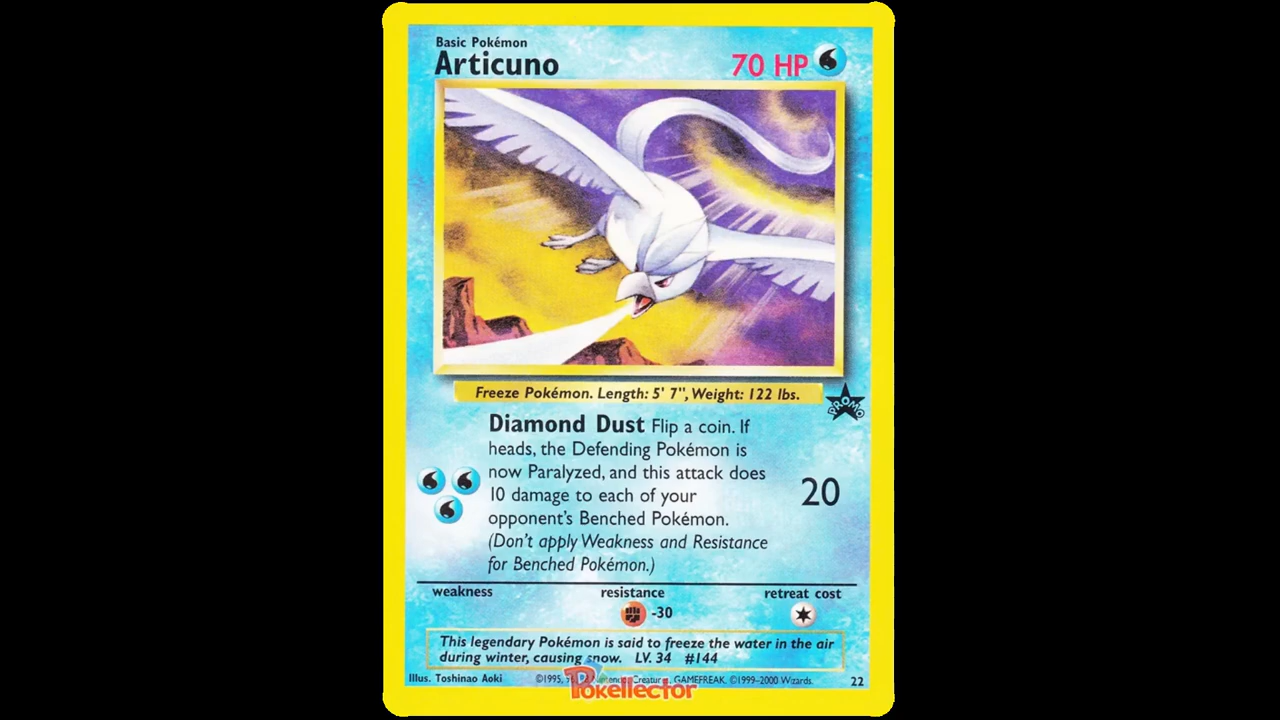 Basic Pokémon
Articuno
70 HP
Freeze Pokémon. Length: 5' 7", Weight: 122 lbs.
PROMO
Diamond Dust Flip a coin. If
heads, the Defending Pokémon is
now Paralyzed, and this attack does
10 damage to each of your
opponent's Benched Pokémon.
(Don't apply Weakness and Resistance
for Benched Pokémon.)
20
weakness resistance retreat cost
-30
This legendary Pokémon is said to freeze the water in the air
during winter, causing snow. LV. 34 #144
Illus. Toshinao Aoki ©1995, Nintendo, Creatures, GAMEFREAK. ©1999–2000 Wizards. 22
Pokellector